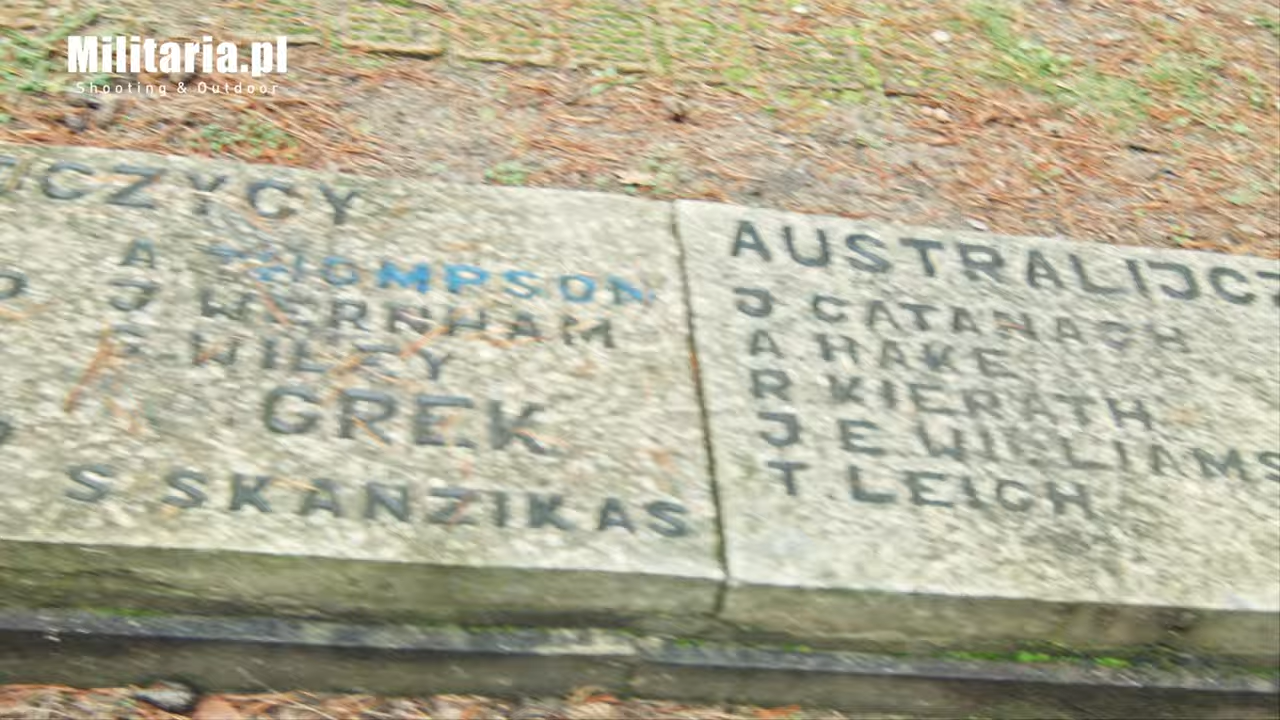 Militaria.pl
Shooting & Outdoor
CZYCY
A THOMPSON
J WERNHAM
G. WILEY
GREK
S SKANZIKAS
AUSTRALIJCZ
J CATANACH
A. HAKE
R KIERATH
J E WILLIAMS
T. LEIGH